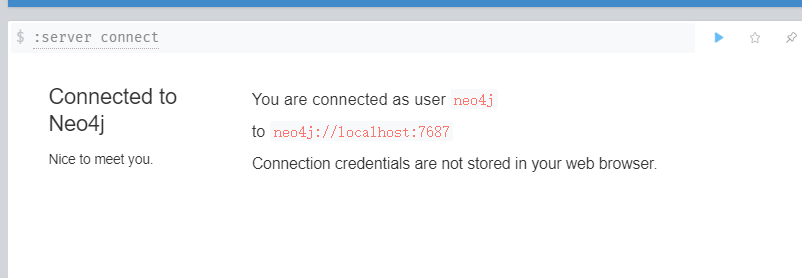 $ :server connect
Connected to
Neo4j
Nice to meet you.
You are connected as user neo4j
to neo4j://localhost:7687
Connection credentials are not stored in your web browser.